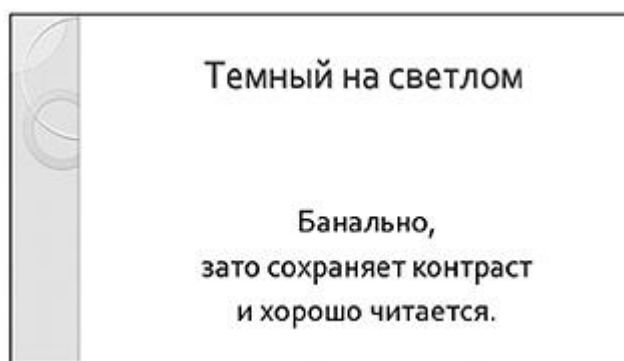 Темный на светлом
Банально,
зато сохраняет контраст
и хорошо читается.